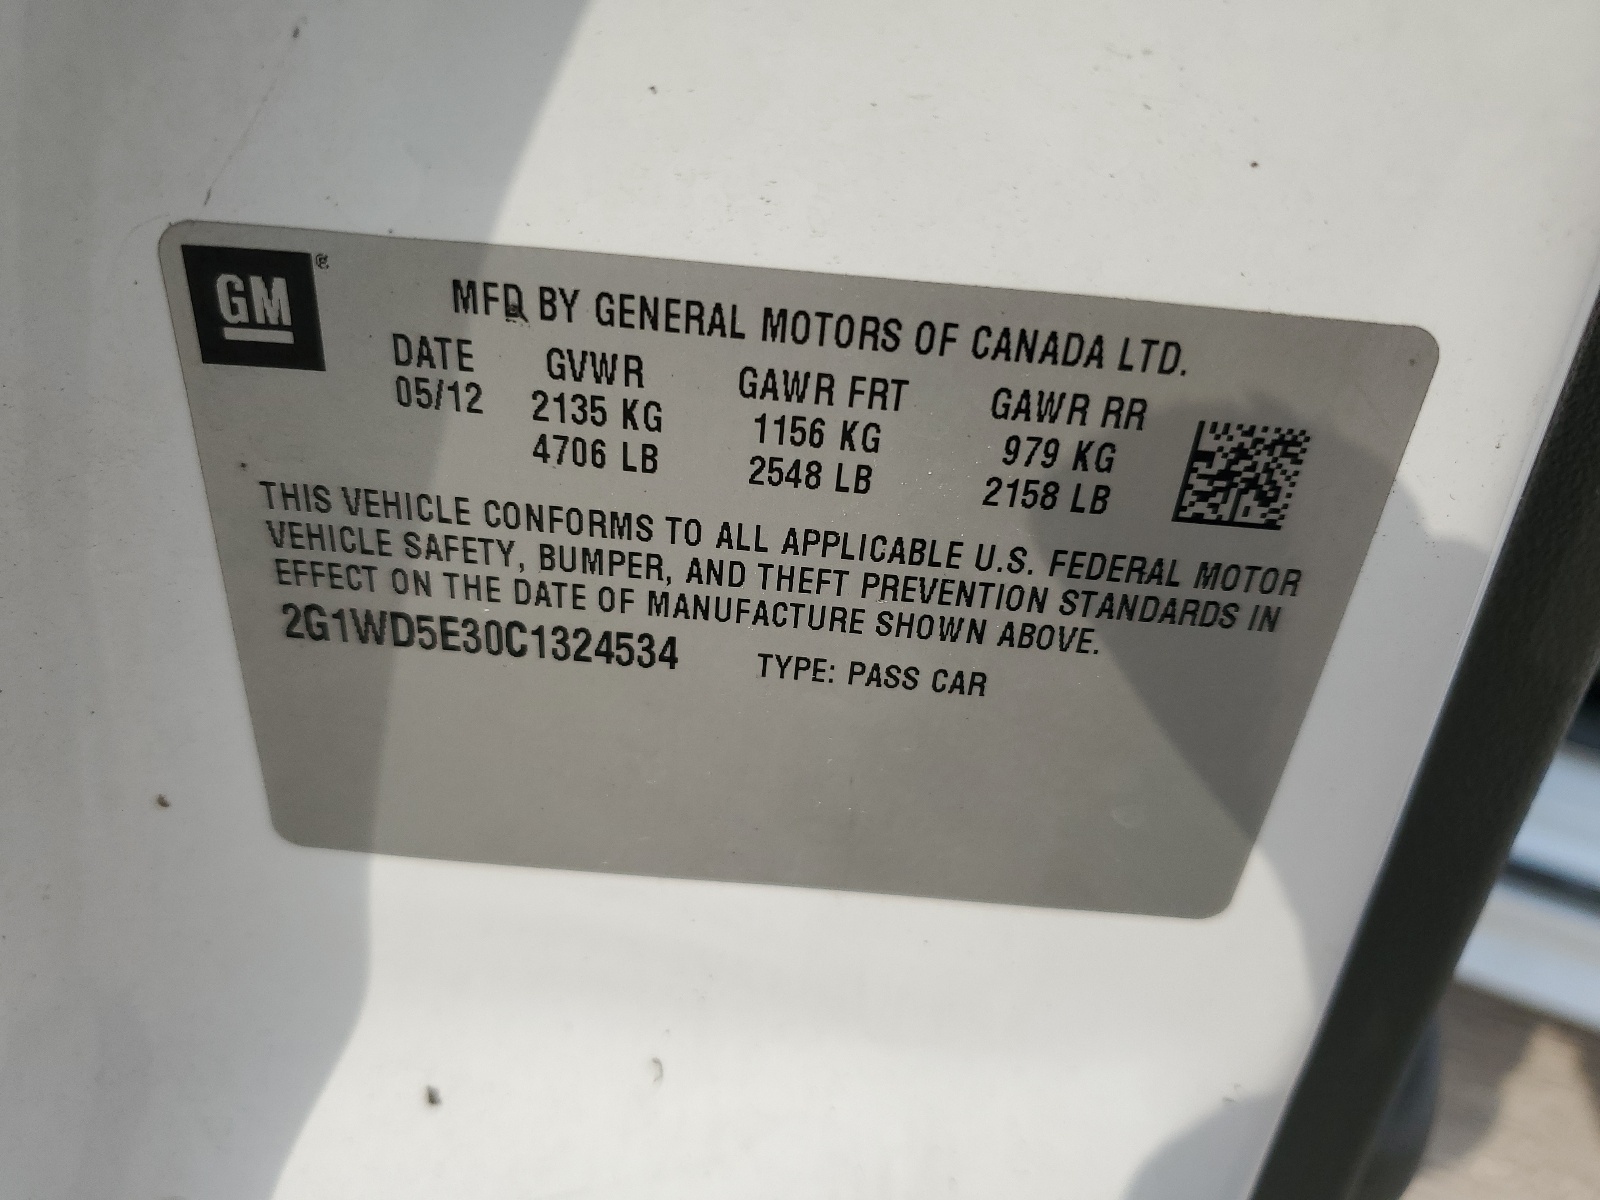 GM®
MFD BY GENERAL MOTORS OF CANADA LTD.
DATE GVWR GAWR FRT GAWR RR
05/12 2135 KG 1156 KG 979 KG
4706 LB 2548 LB 2158 LB
THIS VEHICLE CONFORMS TO ALL APPLICABLE U.S. FEDERAL MOTOR
VEHICLE SAFETY, BUMPER, AND THEFT PREVENTION STANDARDS IN
EFFECT ON THE DATE OF MANUFACTURE SHOWN ABOVE.
2G1WD5E30C1324534 TYPE: PASS CAR